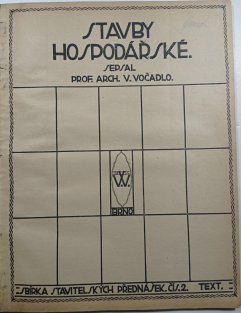 STAVBY
HOSPODÁŘSKÉ.
SEPSAL
PROF. ARCH. V. VOČADLO.
BRNO
SBÍRKA STAVITELSKÝCH PŘEDNÁŠEK. ČÍS. 2. TEXT.